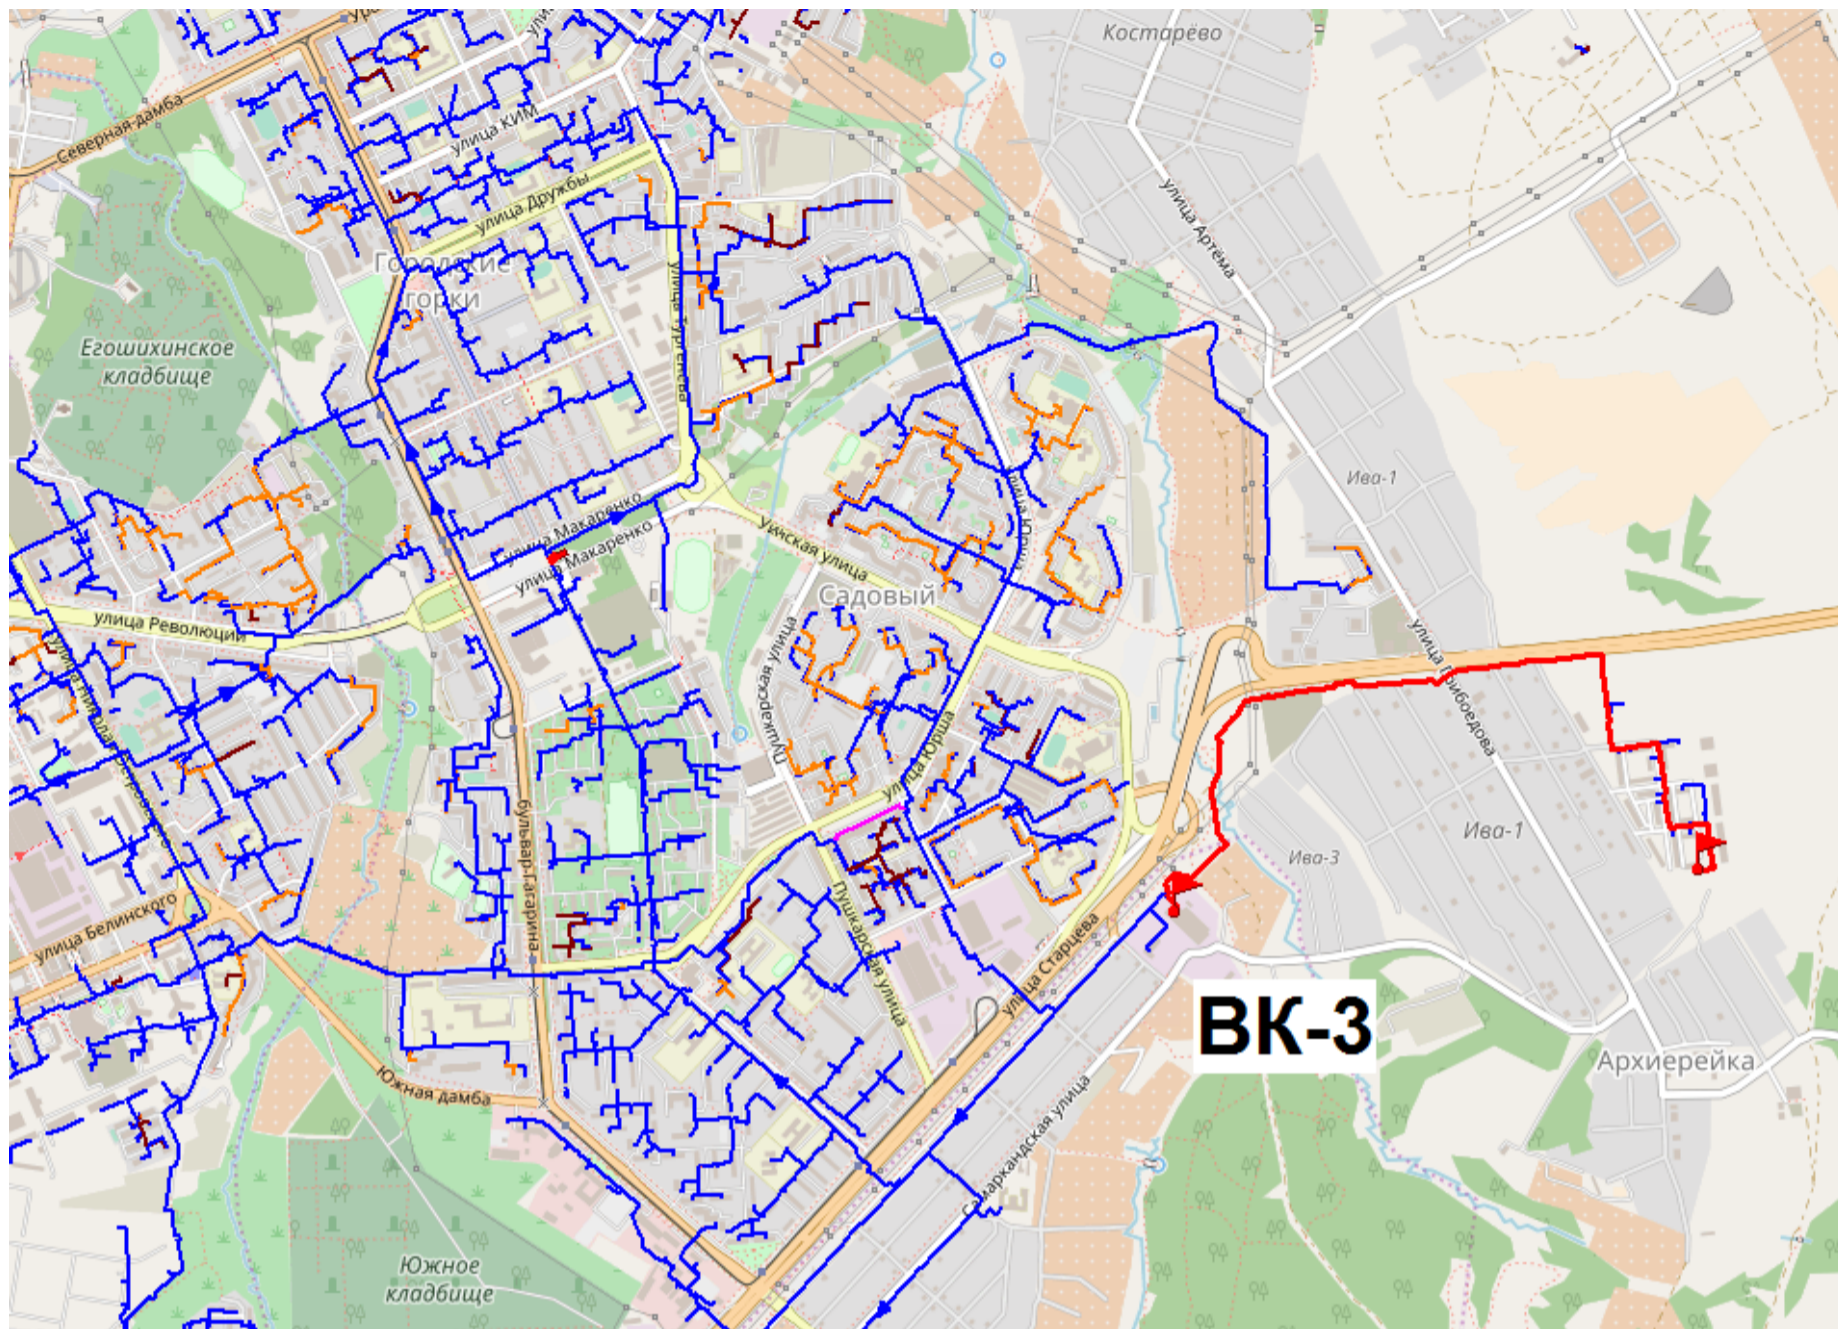 Костарёво
Северная дамба
улица КИМ
улица Дружбы
улица Артёма
Городские
горки
улица Тургенева
Егошихинское
кладбище
Ива-1
улица Макаренко
улица Макаренко
Уинская улица
Садовый
улица Революции
Пушкарская улица
улица Грибоедова
улица Юрша
бульвар Гагарина
Ива-1
Ива-3
улица Белинского
Пушкарская улица
улица Старцева
ВК-3
Архиерейка
Южная дамба
Самаркандская улица
Южное
кладбище